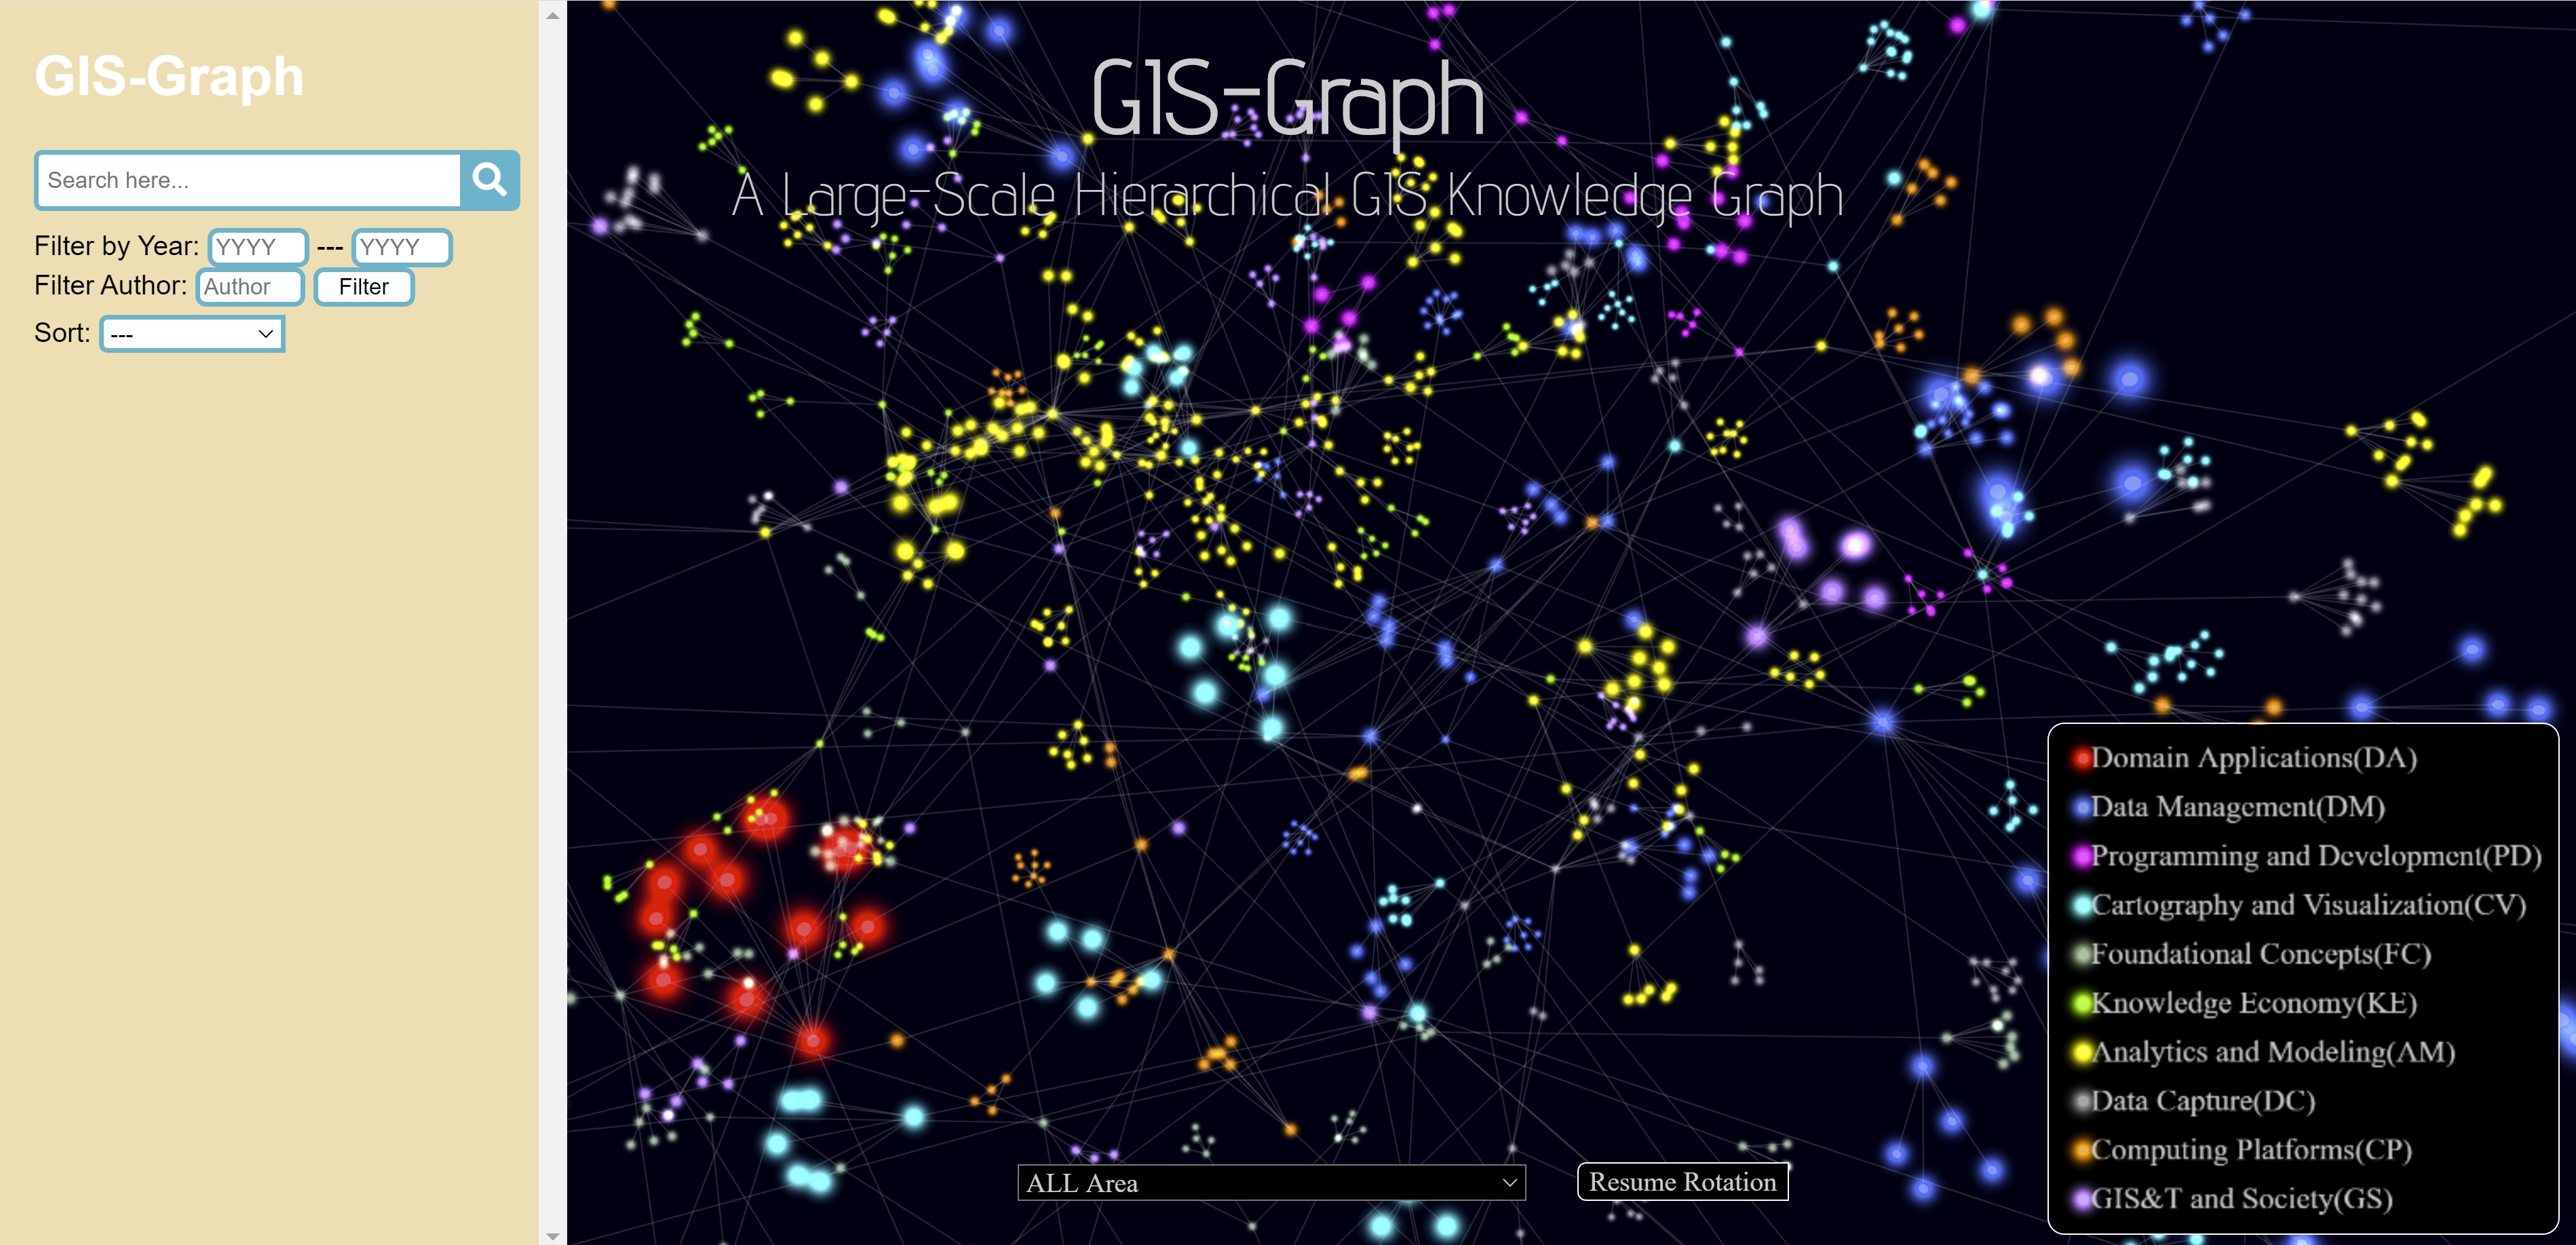 GIS-Graph
Search here...
Filter by Year: YYYY --- YYYY
Filter Author: Author Filter
Sort: ---
GIS-Graph
A Large-Scale Hierarchical GIS Knowledge Graph
Domain Applications(DA)
Data Management(DM)
Programming and Development(PD)
Cartography and Visualization(CV)
Foundational Concepts(FC)
Knowledge Economy(KE)
Analytics and Modeling(AM)
Data Capture(DC)
Computing Platforms(CP)
GIS&T and Society(GS)
ALL Area
Resume Rotation